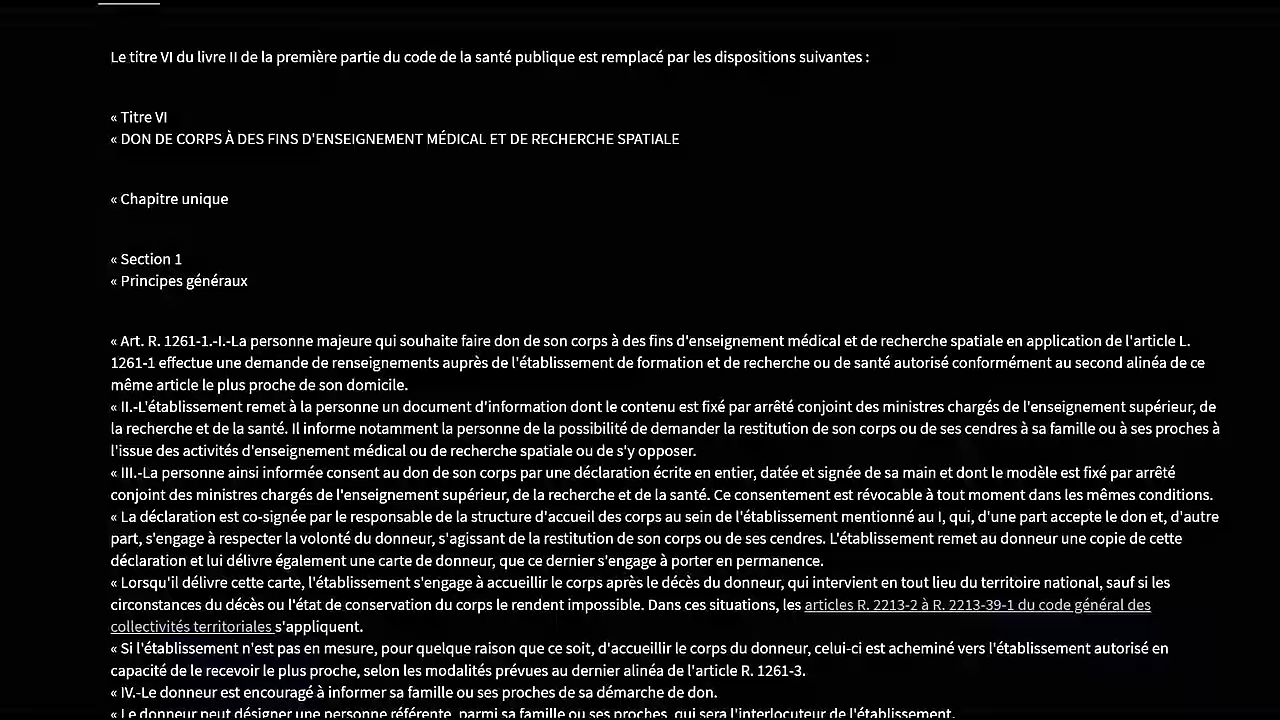 Le titre VI du livre II de la première partie du code de la santé publique est remplacé par les dispositions suivantes :
« Titre VI
« DON DE CORPS À DES FINS D'ENSEIGNEMENT MÉDICAL ET DE RECHERCHE SPATIALE
« Chapitre unique
« Section 1
« Principes généraux
« Art. R. 1261-1.-I.-La personne majeure qui souhaite faire don de son corps à des fins d'enseignement médical et de recherche spatiale en application de l'article L.
1261-1 effectue une demande de renseignements auprès de l'établissement de formation et de recherche ou de santé autorisé conformément au second alinéa de ce
même article le plus proche de son domicile.
« II.-L'établissement remet à la personne un document d'information dont le contenu est fixé par arrêté conjoint des ministres chargés de l'enseignement supérieur, de
la recherche et de la santé. Il informe notamment la personne de la possibilité de demander la restitution de son corps ou de ses cendres à sa famille ou à ses proches à
l'issue des activités d'enseignement médical ou de recherche spatiale ou de s'y opposer.
« III.-La personne ainsi informée consent au don de son corps par une déclaration écrite en entier, datée et signée de sa main et dont le modèle est fixé par arrêté
conjoint des ministres chargés de l'enseignement supérieur, de la recherche et de la santé. Ce consentement est révocable à tout moment dans les mêmes conditions.
« La déclaration est co-signée par le responsable de la structure d'accueil des corps au sein de l'établissement mentionné au I, qui, d'une part accepte le don et, d'autre
part, s'engage à respecter la volonté du donneur, s'agissant de la restitution de son corps ou de ses cendres. L'établissement remet au donneur une copie de cette
déclaration et lui délivre également une carte de donneur, que ce dernier s'engage à porter en permanence.
« Lorsqu'il délivre cette carte, l'établissement s'engage à accueillir le corps après le décès du donneur, qui intervient en tout lieu du territoire national, sauf si les
circonstances du décès ou l'état de conservation du corps le rendent impossible. Dans ces situations, les articles R. 2213-2 à R. 2213-39-1 du code général des
collectivités territoriales s'appliquent.
« Si l'établissement n'est pas en mesure, pour quelque raison que ce soit, d'accueillir le corps du donneur, celui-ci est acheminé vers l'établissement autorisé en
capacité de le recevoir le plus proche, selon les modalités prévues au dernier alinéa de l'article R. 1261-3.
« IV.-Le donneur est encouragé à informer sa famille ou ses proches de sa démarche de don.
« Le donneur peut désigner une personne référente, parmi sa famille ou ses proches, qui sera l'interlocuteur de l'établissement.